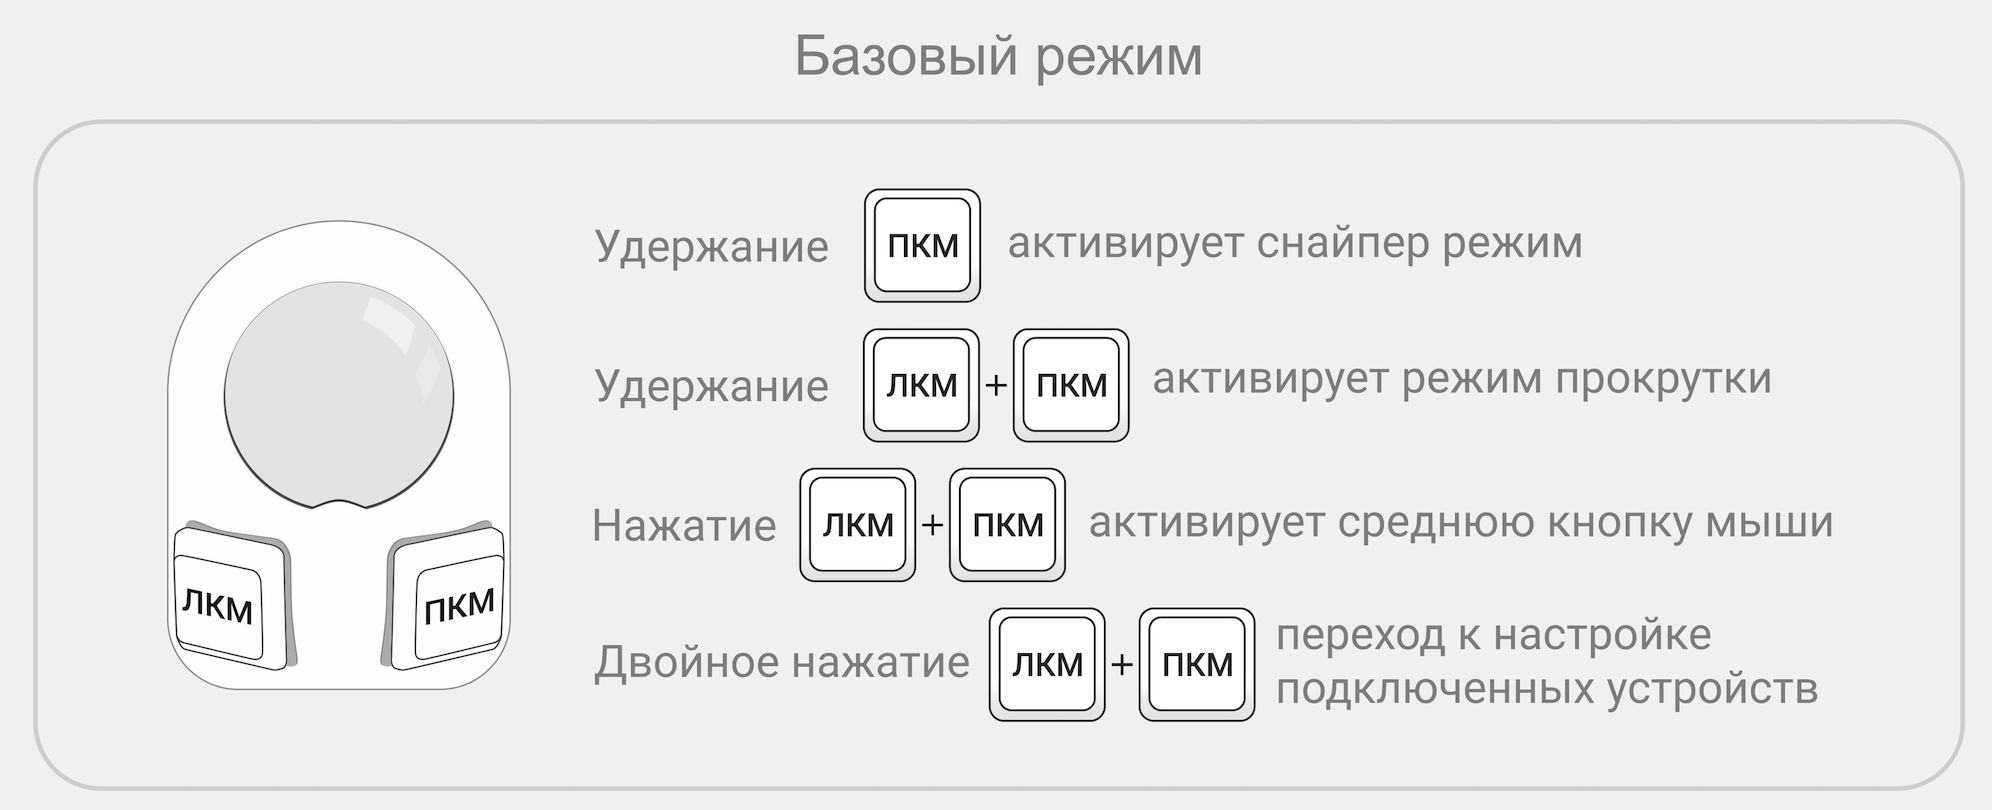 Базовый режим
ЛКМ ПКМ
Удержание ПКМ активирует снайпер режим
Удержание ЛКМ + ПКМ активирует режим прокрутки
Нажатие ЛКМ + ПКМ активирует среднюю кнопку мыши
Двойное нажатие ЛКМ + ПКМ переход к настройке
подключенных устройств